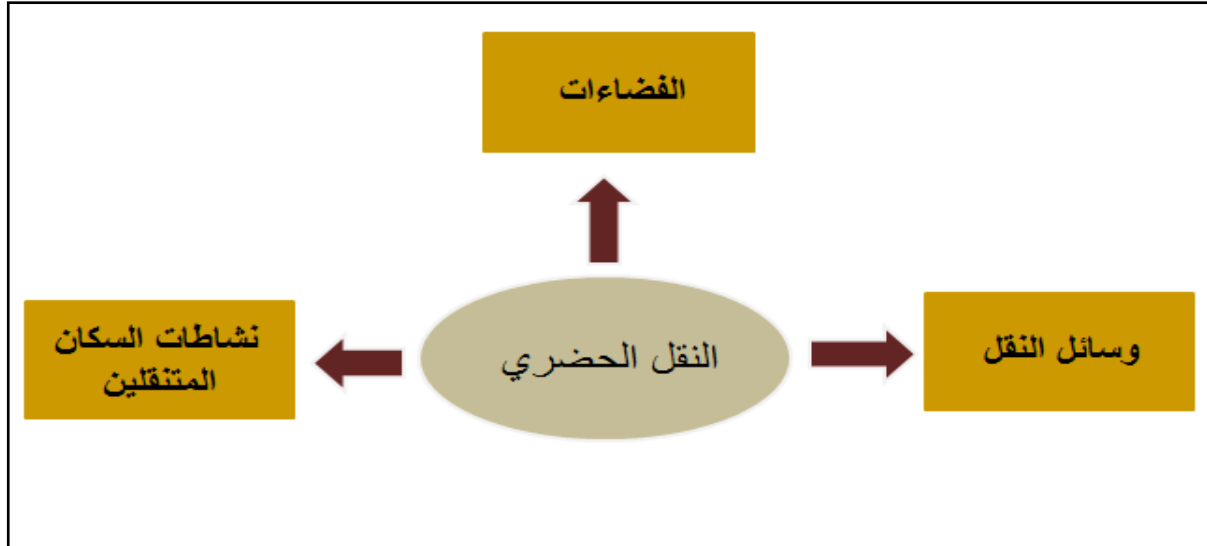 الفضاءات
وسائل النقل
النقل الحضري
نشاطات السكان
المتنقلين